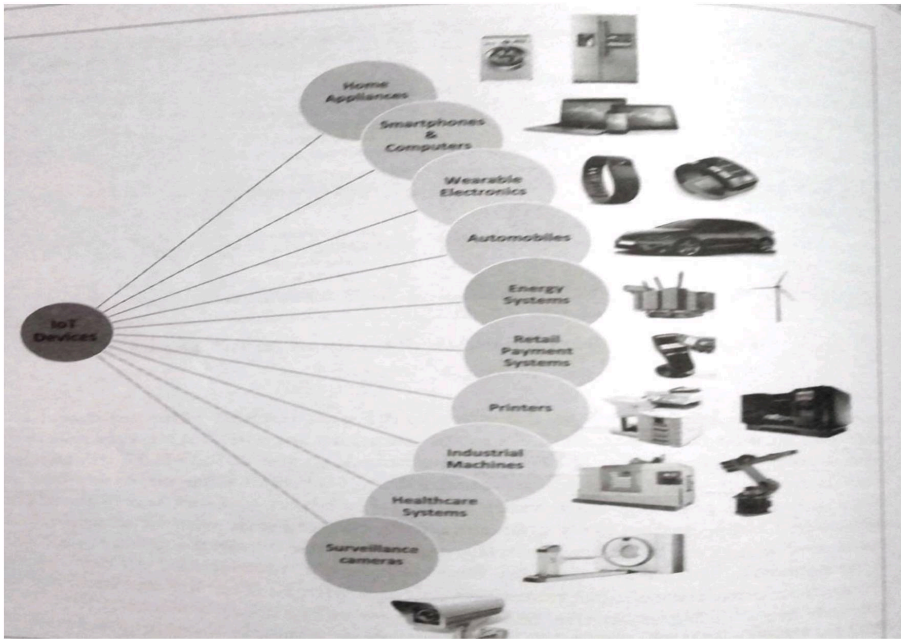 Home
Appliances
Smartphones
&
Computers
Wearable
Electronics
Automobiles
Energy
Systems
IoT
Devices
Retail
Payment
Systems
Printers
Industrial
Machines
Healthcare
Systems
Surveillance
cameras